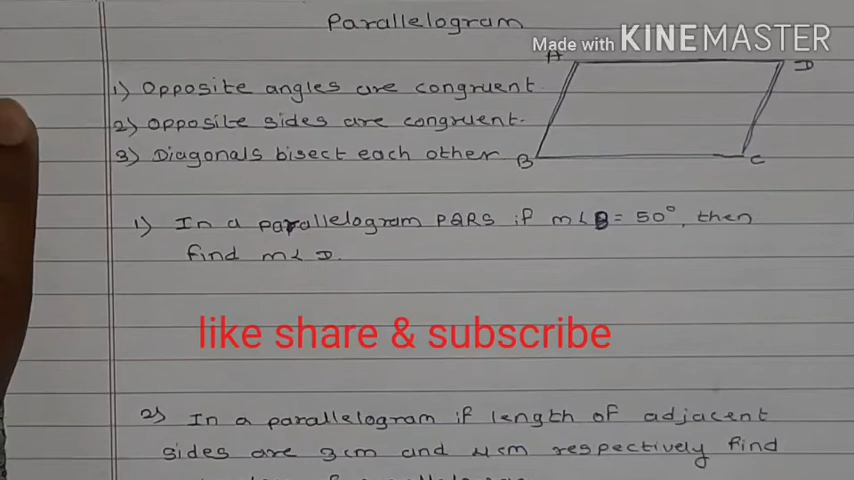 Parallelogram
Made with KINEMASTER
A
D
1) Opposite angles are congruent
2) Opposite sides are congruent.
3) Diagonals bisect each other
B
C
1) In a parallelogram PQRS if m∠B = 50°, then
find m∠D.
like share & subscribe
2) In a parallelogram if length of adjacent
sides are 3cm and 4cm respectively find